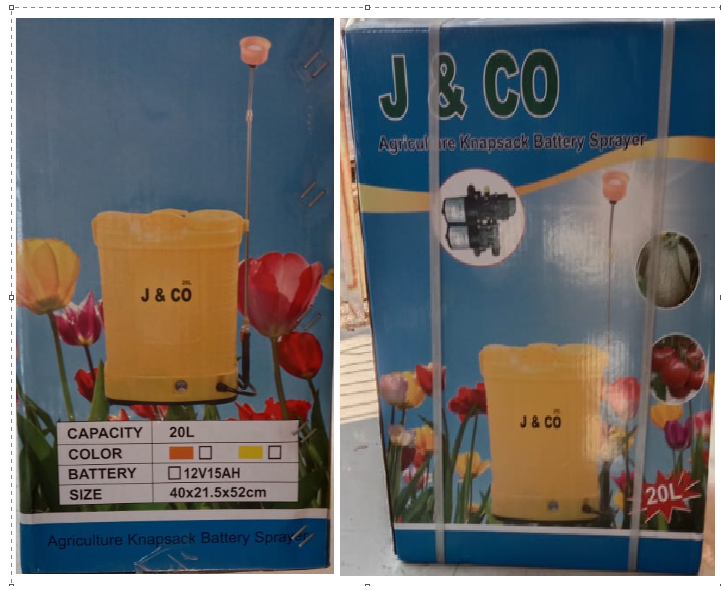 20L
J & CO
CAPACITY 20L
COLOR
BATTERY 12V15AH
SIZE 40x21.5x52cm
Agriculture Knapsack Battery Sprayer
J & CO
Agriculture Knapsack Battery Sprayer
J & CO
20L